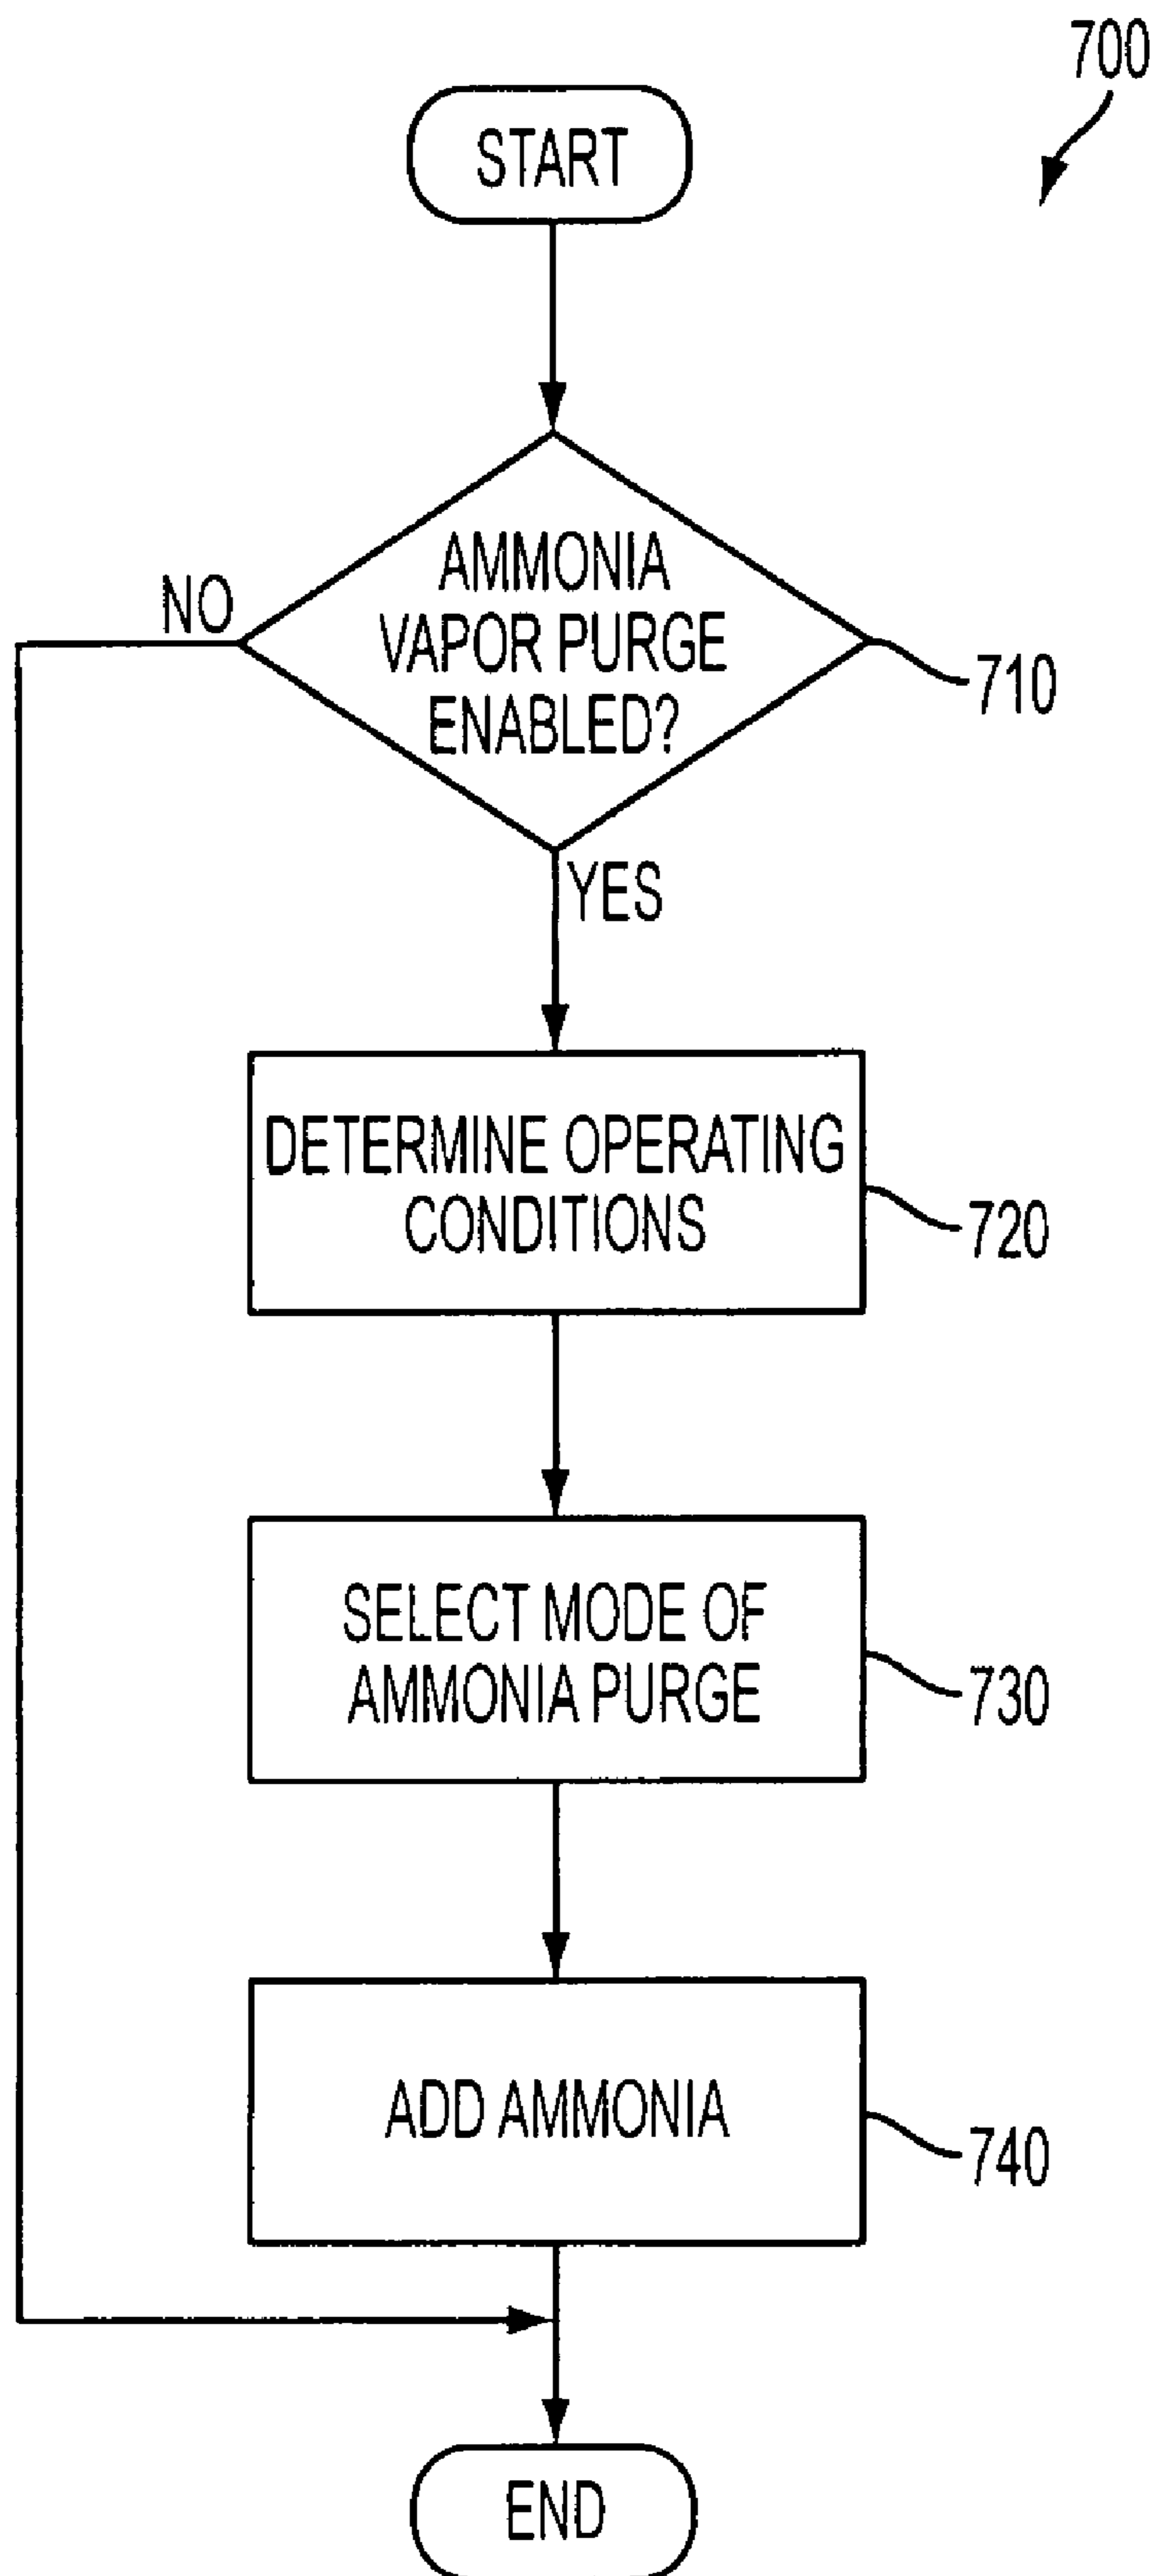 700
START
AMMONIA
VAPOR PURGE
ENABLED?
NO
710
YES
DETERMINE OPERATING
CONDITIONS
720
SELECT MODE OF
AMMONIA PURGE
730
ADD AMMONIA
740
END